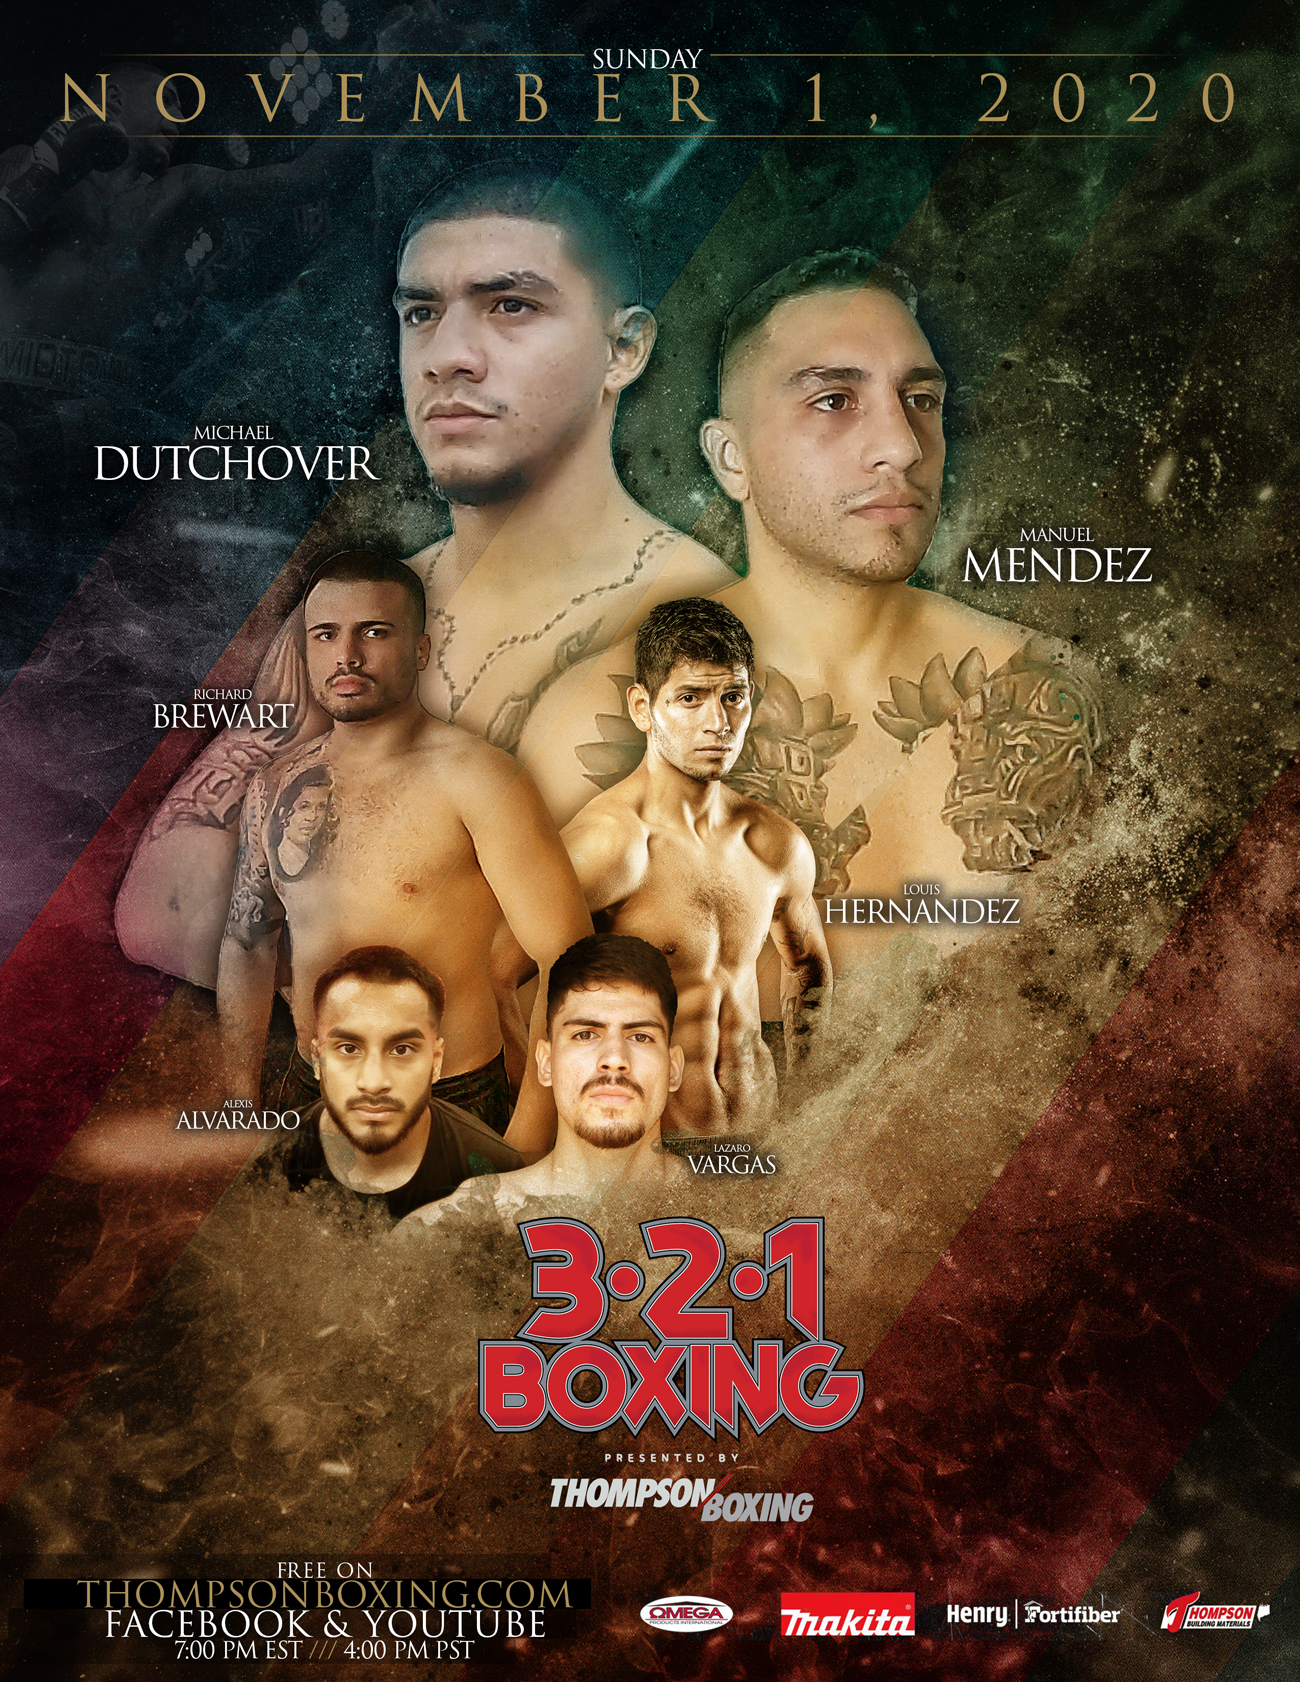 SUNDAY
NOVEMBER 1, 2020
MICHAEL
DUTCHOVER
MANUEL
MENDEZ
RICHARD
BREWART
LOUIS
HERNANDEZ
ALEXIS
ALVARADO
LAZARO
VARGAS
3·2·1
BOXING
PRESENTED BY
THOMPSON/BOXING
FREE ON
THOMPSONBOXING.COM
FACEBOOK & YOUTUBE
7:00 PM EST /// 4:00 PM PST
OMEGA
PRODUCTS INTERNATIONAL
Makita®
Henry | Fortifiber
THOMPSON
BUILDING MATERIALS